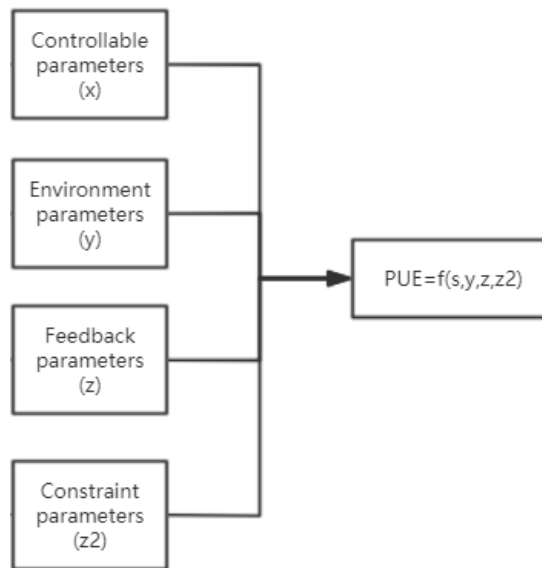 Controllable
parameters
(x)
Environment
parameters
(y)
PUE=f(s,y,z,z2)
Feedback
parameters
(z)
Constraint
parameters
(z2)